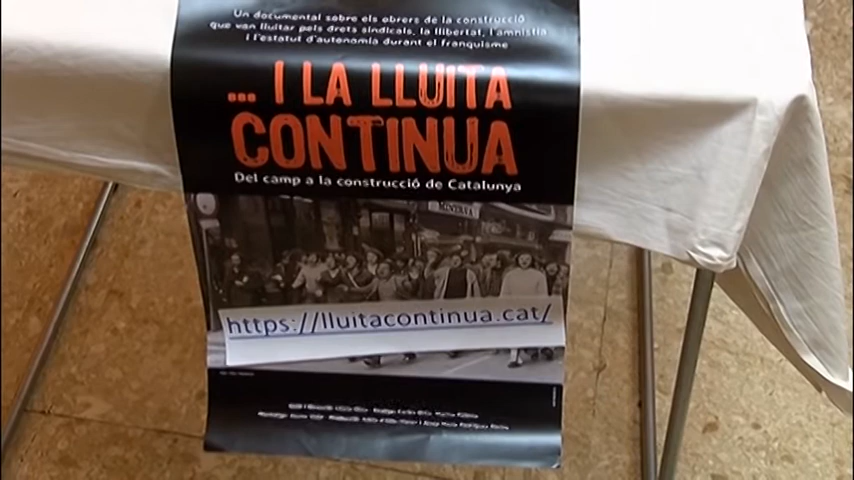 Un documental sobre els obrers de la construcció
que van lluitar pels drets sindicals, la llibertat, l'amnistia
i l'estatut d'autonomia durant el franquisme
... I LA LLUITA
CONTINUA
Del camp a la construcció de Catalunya
https://lluitacontinua.cat/